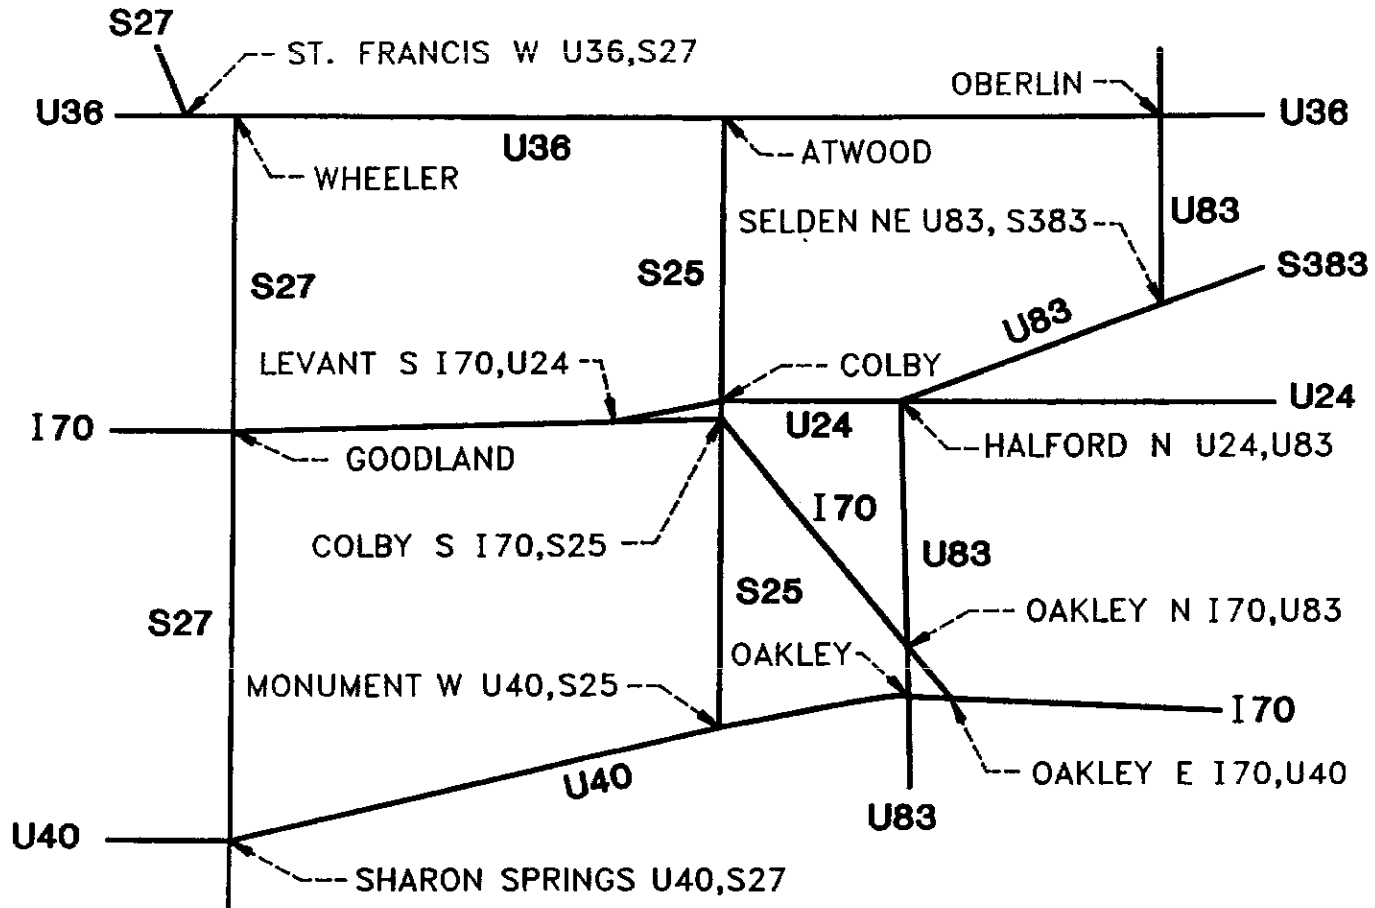 S27
ST. FRANCIS W U36,S27
OBERLIN
U36
U36
U36
ATWOOD
WHEELER
SELDEN NE U83, S383
U83
S383
S27
S25
U83
LEVANT S I70,U24
COLBY
U24
I70
U24
GOODLAND
HALFORD N U24,U83
I70
COLBY S I70,S25
U83
S25
OAKLEY N I70,U83
S27
OAKLEY
MONUMENT W U40,S25
I70
U40
OAKLEY E I70,U40
U83
U40
SHARON SPRINGS U40,S27